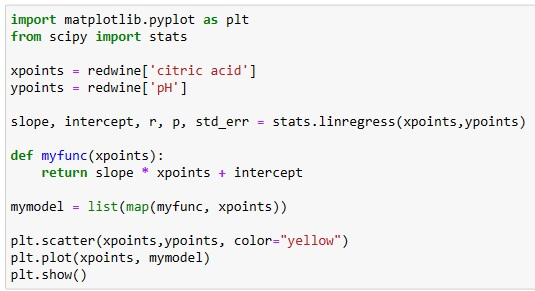 import matplotlib.pyplot as plt
from scipy import stats
xpoints = redwine['citric acid']
ypoints = redwine['pH']
slope, intercept, r, p, std_err = stats.linregress(xpoints,ypoints)
def myfunc(xpoints):
    return slope * xpoints + intercept
mymodel = list(map(myfunc, xpoints))
plt.scatter(xpoints,ypoints, color="yellow")
plt.plot(xpoints, mymodel)
plt.show()